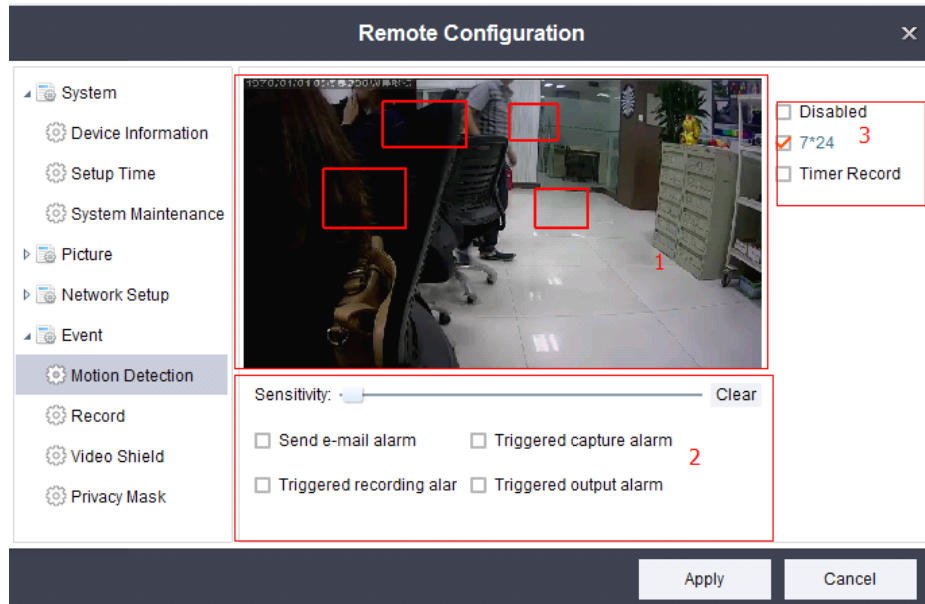 Remote Configuration
System
Device Information
Setup Time
System Maintenance
Picture
Network Setup
Event
Motion Detection
Record
Video Shield
Privacy Mask
1
Disabled
7*24
3
Timer Record
Sensitivity:
Clear
Send e-mail alarm
Triggered capture alarm
2
Triggered recording alar
Triggered output alarm
Apply
Cancel